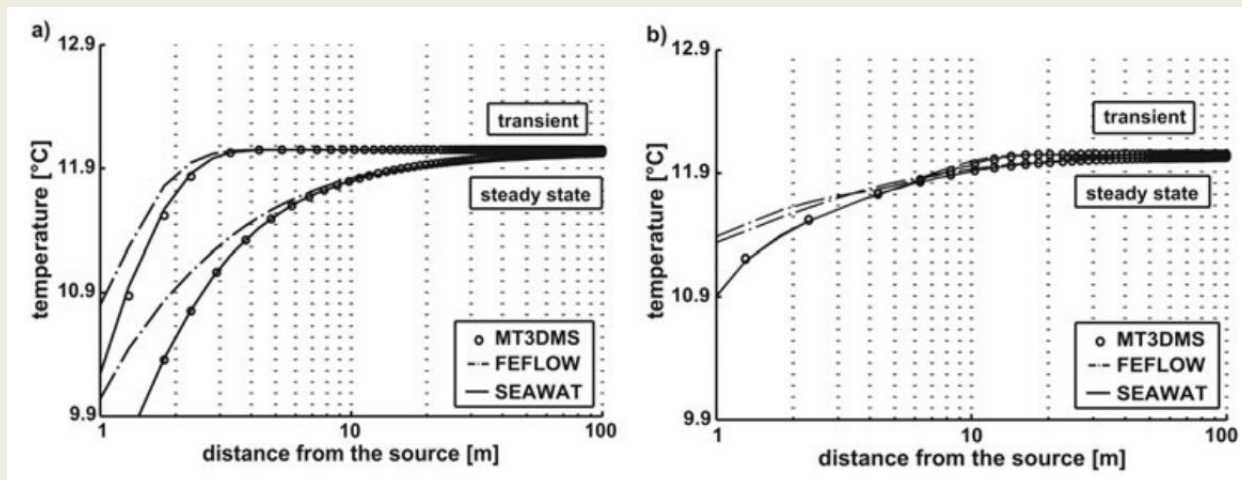 a)
12.9
11.9
10.9
9.9
temperature [°C]
transient
steady state
MT3DMS
FEFLOW
SEAWAT
1
10
100
distance from the source [m]
b)
12.9
11.9
10.9
9.9
temperature [°C]
transient
steady state
MT3DMS
FEFLOW
SEAWAT
1
10
100
distance from the source [m]